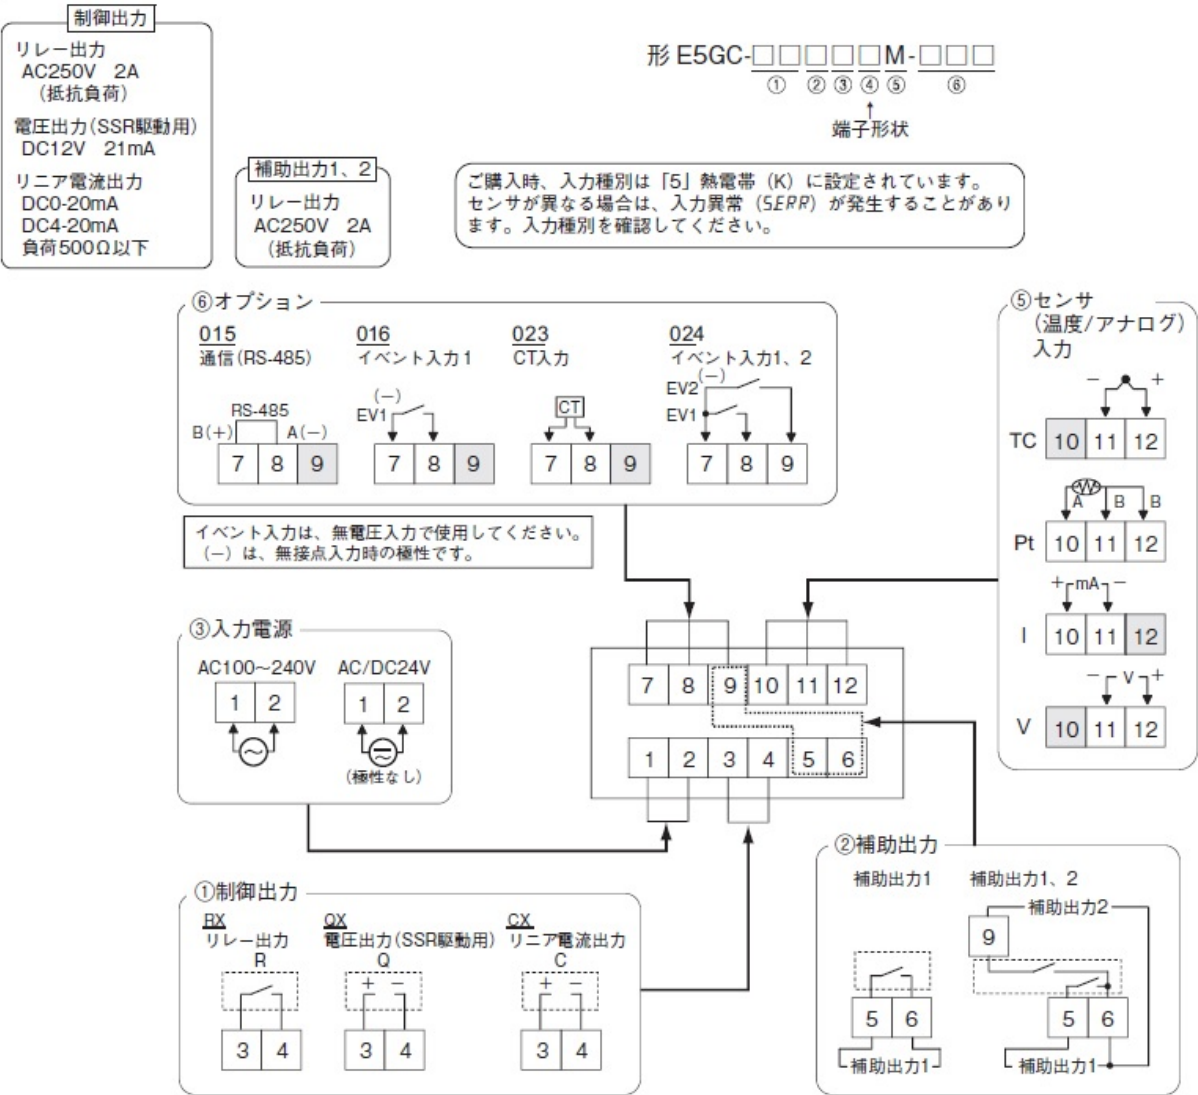 制御出力
リレー出力
AC250V 2A
(抵抗負荷)
電圧出力(SSR駆動用)
DC12V 21mA
リニア電流出力
DC0-20mA
DC4-20mA
負荷500Ω以下
補助出力1、2
リレー出力
AC250V 2A
(抵抗負荷)
形 E5GC-□□□□□M-□□□
① ② ③ ④ ⑤ ⑥
端子形状
ご購入時、入力種別は「5」熱電帯(K)に設定されています。
センサが異なる場合は、入力異常(SERR)が発生することがあり
ます。入力種別を確認してください。
⑥オプション
015
通信(RS-485)
RS-485
B(+) A(−)
7 8 9
016
イベント入力1
(−)
EV1
7 8 9
023
CT入力
CT
7 8 9
024
イベント入力1、2
(−)
EV2
EV1
7 8 9
イベント入力は、無電圧入力で使用してください。
(−)は、無接点入力時の極性です。
⑤センサ
(温度/アナログ)
入力
− +
TC 10 11 12
A B B
Pt 10 11 12
+ mA −
I 10 11 12
− V +
V 10 11 12
③入力電源
AC100~240V
1 2
AC/DC24V
1 2
(極性なし)
7 8 9 10 11 12
1 2 3 4 5 6
①制御出力
RX
リレー出力
R
3 4
QX
電圧出力(SSR駆動用)
Q
+ −
3 4
CX
リニア電流出力
C
+ −
3 4
②補助出力
補助出力1
5 6
補助出力1
補助出力1、2
補助出力2
9
5 6
補助出力1